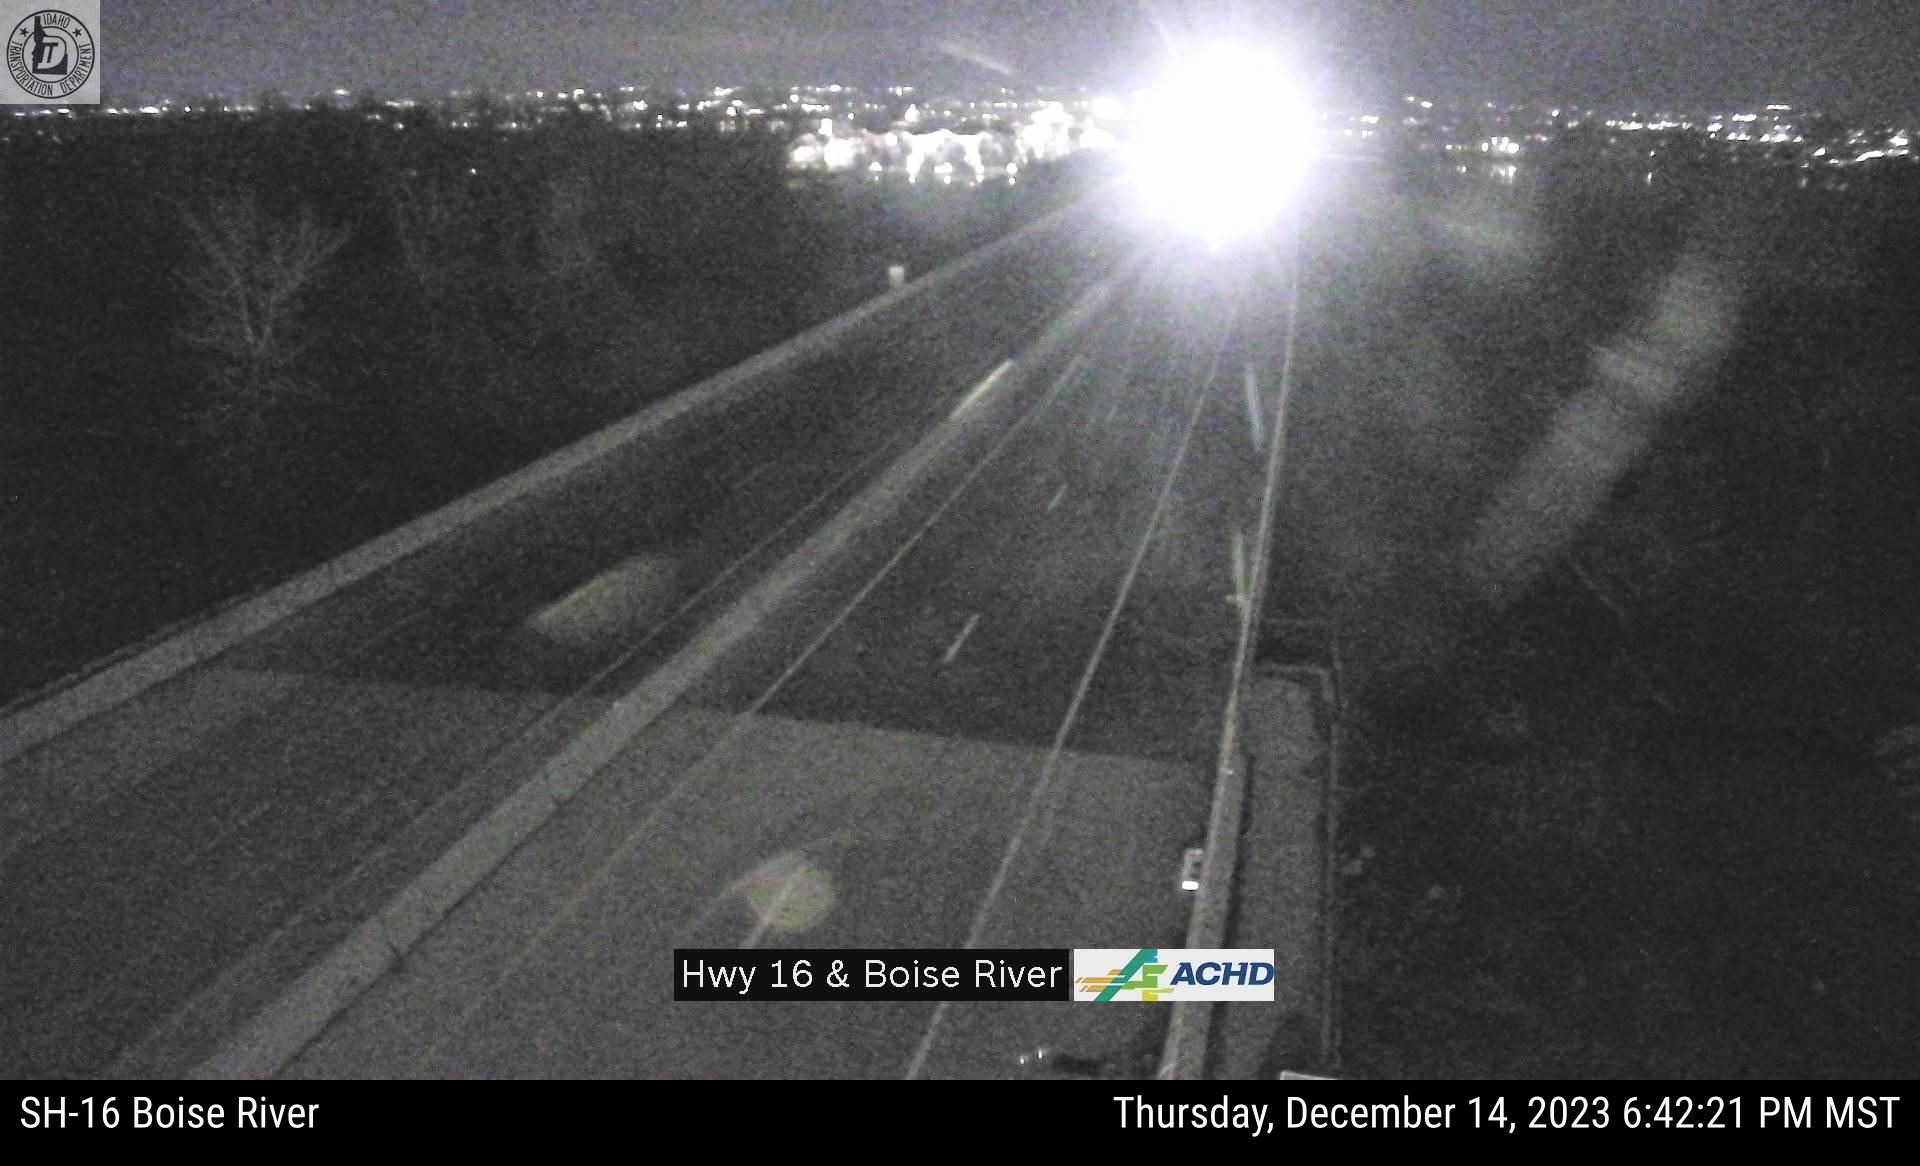 IDAHO
TRANSPORTATION DEPARTMENT
Hwy 16 & Boise River
ACHD
SH-16 Boise River
Thursday, December 14, 2023 6:42:21 PM MST